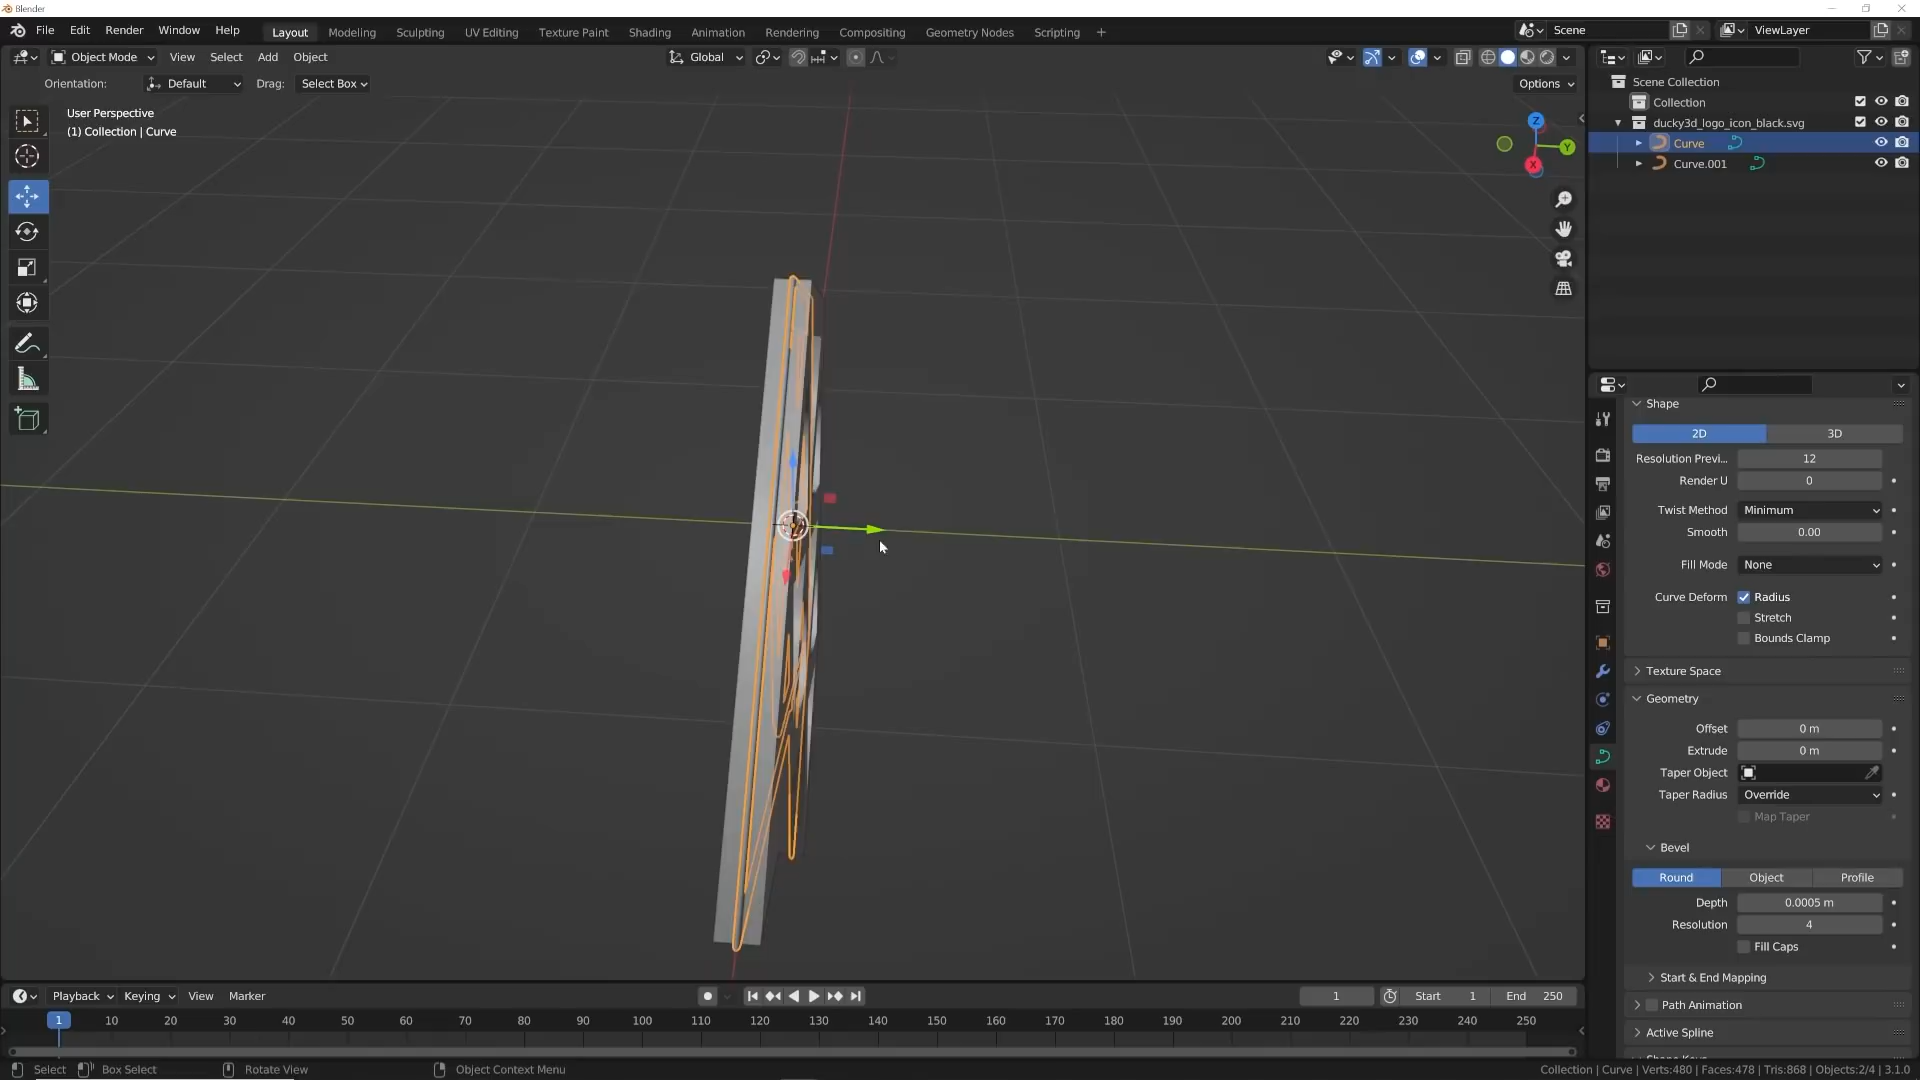 Blender
File Edit Render Window Help
Layout Modeling Sculpting UV Editing Texture Paint Shading Animation Rendering Compositing Geometry Nodes Scripting +
Scene ViewLayer
Object Mode View Select Add Object Global
Orientation: Default Drag: Select Box Options
User Perspective
(1) Collection | Curve
Z
Y
X
Scene Collection
Collection
ducky3d_logo_icon_black.svg
Curve
Curve.001
Shape
2D 3D
Resolution Previ... 12
Render U 0
Twist Method Minimum
Smooth 0.00
Fill Mode None
Curve Deform Radius
Stretch
Bounds Clamp
Texture Space
Geometry
Offset 0 m
Extrude 0 m
Taper Object
Taper Radius Override
Map Taper
Bevel
Round Object Profile
Depth 0.0005 m
Resolution 4
Fill Caps
Start & End Mapping
Path Animation
Active Spline
Playback Keying View Marker 1 Start 1 End 250
1 10 20 30 40 50 60 70 80 90 100 110 120 130 140 150 160 170 180 190 200 210 220 230 240 250
Select Box Select Rotate View Object Context Menu
Collection | Curve | Verts:480 | Faces:478 | Tris:868 | Objects:2/4 | 3.1.0